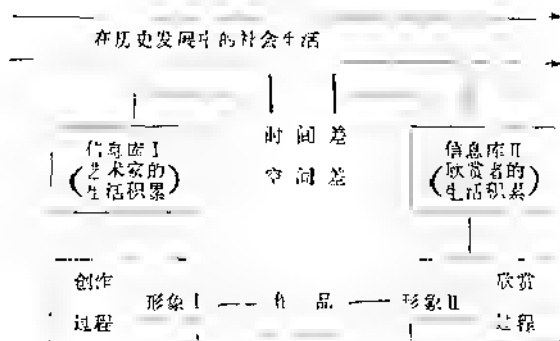 在历史发展中的社会生活
时间差
空间差
信息库Ⅰ
(艺术家的
生活积累)
信息库Ⅱ
(欣赏者的
生活积累)
创作
过程
形象Ⅰ
作品
形象Ⅱ
欣赏
过程